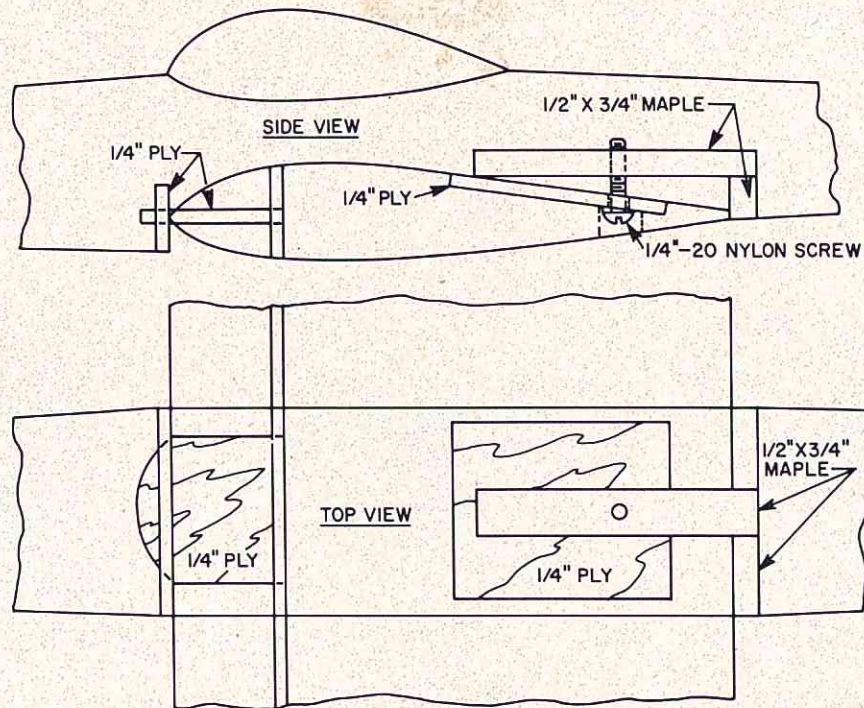 SIDE VIEW
1/2" X 3/4" MAPLE
1/4" PLY
1/4" PLY
1/4"-20 NYLON SCREW
1/2"X3/4"
MAPLE
TOP VIEW
1/4" PLY
1/4" PLY